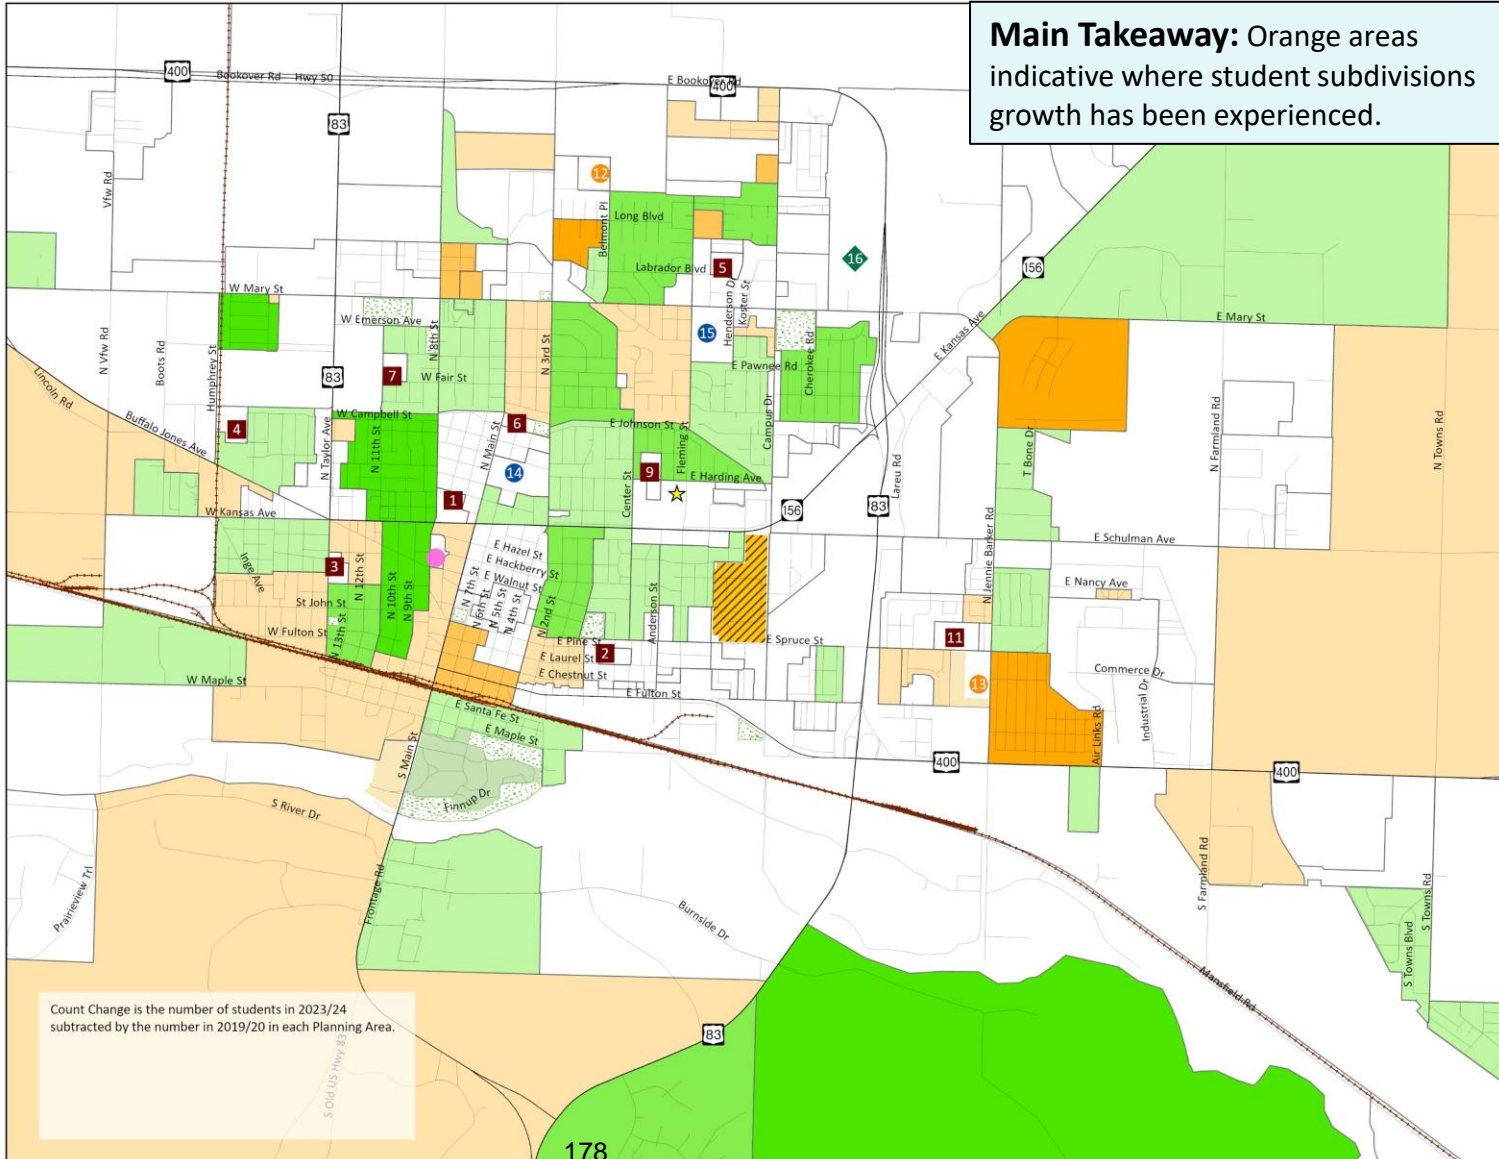 Main Takeaway: Orange areas
indicative where student subdivisions
growth has been experienced.
400
Bookover Rd Hwy 50
E Bookover Rd
400
83
Vfw Rd
12
Belmont Pl
Long Blvd
Labrador Blvd
5
16
156
Henderson Dr
Koster St
W Mary St
E Mary St
W Emerson Ave
N 8th St
N 3rd St
15
E Kansas Ave
N Vfw Rd
Boots Rd
Humphrey St
83
7
W Fair St
E Pawnee Rd
Cherokee Rd
Lincoln Rd
Buffalo Jones Ave
4
N Taylor Ave
W Campbell St
N 11th St
N Main St
6
E Johnson St
Fleming St
Campus Dr
T Bone Dr
N Farmland Rd
N Towns Rd
14
9
E Harding Ave
Center St
Lareu Rd
1
W Kansas Ave
156
83
N Jennie Barker Rd
E Schulman Ave
Inge Ave
3
N 12th St
E Hazel St
E Hackberry St
E Walnut St
E Nancy Ave
St John St
N 10th St
N 9th St
N 7th St
N 6th St
N 5th St
N 4th St
N 2nd St
Anderson St
W Fulton St
N 13th St
E Pine St
2
E Spruce St
11
E Laurel St
E Chestnut St
Commerce Dr
W Maple St
E Fulton St
13
Industrial Dr
Air Links Rd
E Santa Fe St
E Maple St
S Main St
400
400
Finnup Dr
S River Dr
S Farmland Rd
Prairieview Trl
Frontage Rd
Burnside Dr
S Towns Blvd
S Towns Rd
Mansfield Rd
Count Change is the number of students in 2023/24
subtracted by the number in 2019/20 in each Planning Area.
83
S Old US Hwy 83
178